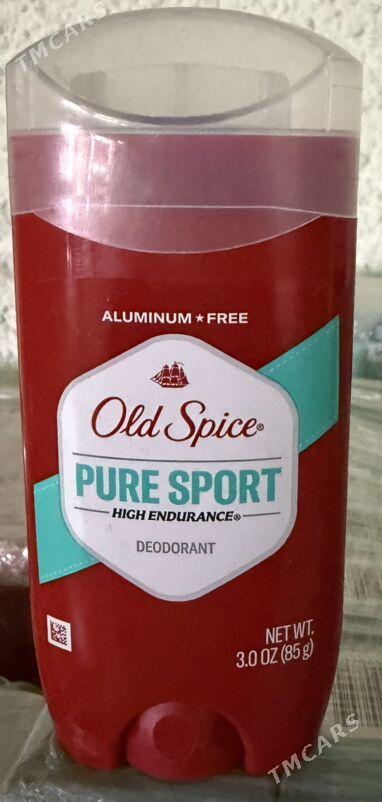 TMCARS
ALUMINUM★FREE
Old Spice®
PURE SPORT
HIGH ENDURANCE®
DEODORANT
NET WT.
3.0 OZ (85 g)
TMCARS